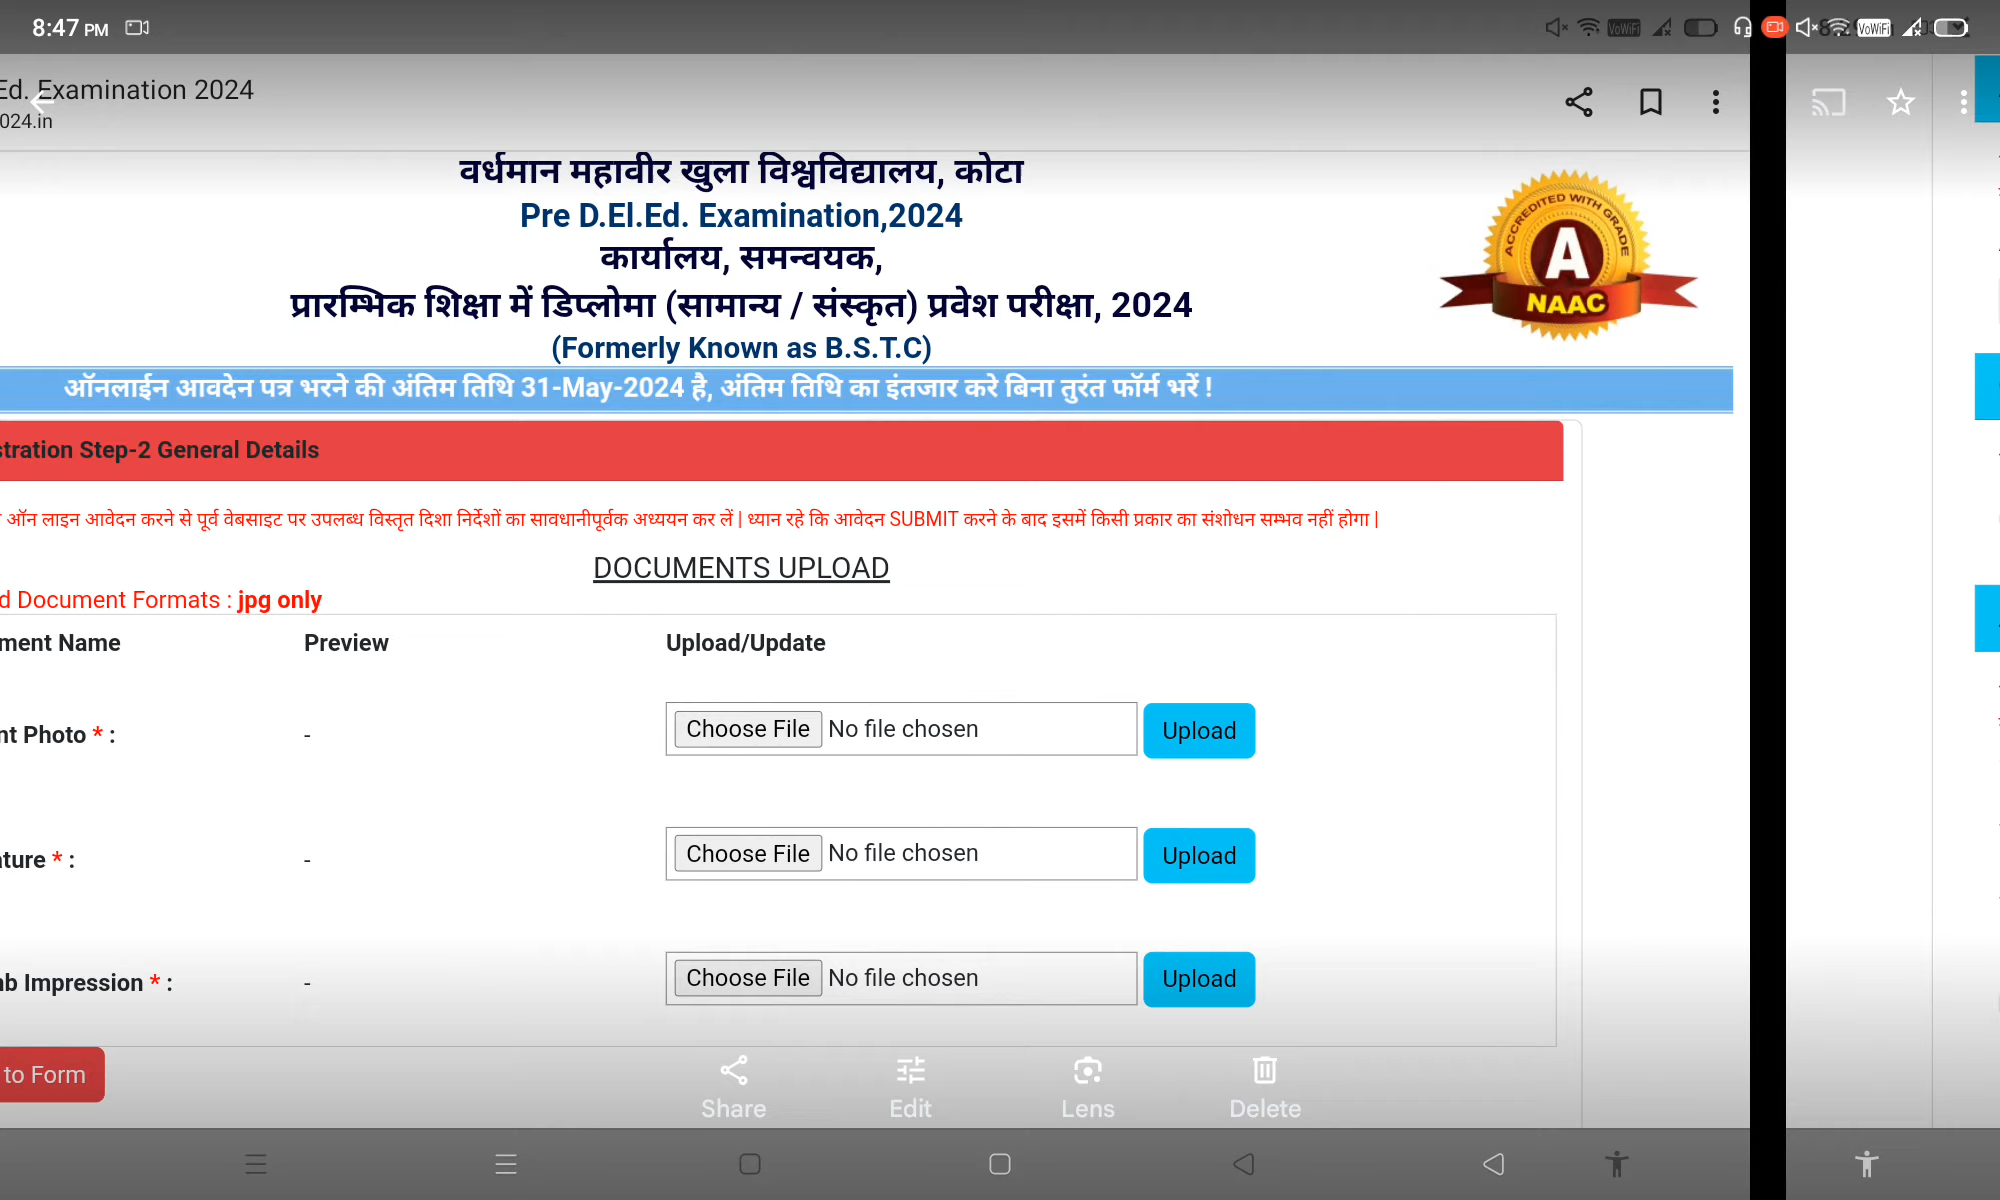 8:47 PM
VoWiFi
VoWiFi
Ed. Examination 2024
024.in
वर्धमान महावीर खुला विश्वविद्यालय, कोटा
Pre D.El.Ed. Examination,2024
कार्यालय, समन्वयक,
प्रारम्भिक शिक्षा में डिप्लोमा (सामान्य / संस्कृत) प्रवेश परीक्षा, 2024
(Formerly Known as B.S.T.C)
ACCREDITED WITH GRADE
A
NAAC
ऑनलाईन आवदेन पत्र भरने की अंतिम तिथि 31-May-2024 है, अंतिम तिथि का इंतजार करे बिना तुरंत फॉर्म भरें !
stration Step-2 General Details
ऑन लाइन आवेदन करने से पूर्व वेबसाइट पर उपलब्ध विस्तृत दिशा निर्देशों का सावधानीपूर्वक अध्ययन कर लें | ध्यान रहे कि आवेदन SUBMIT करने के बाद इसमें किसी प्रकार का संशोधन सम्भव नहीं होगा |
DOCUMENTS UPLOAD
d Document Formats : jpg only
ment Name Preview Upload/Update
nt Photo * : - Choose File No file chosen Upload
ature * : - Choose File No file chosen Upload
b Impression * : - Choose File No file chosen Upload
to Form
Share Edit Lens Delete